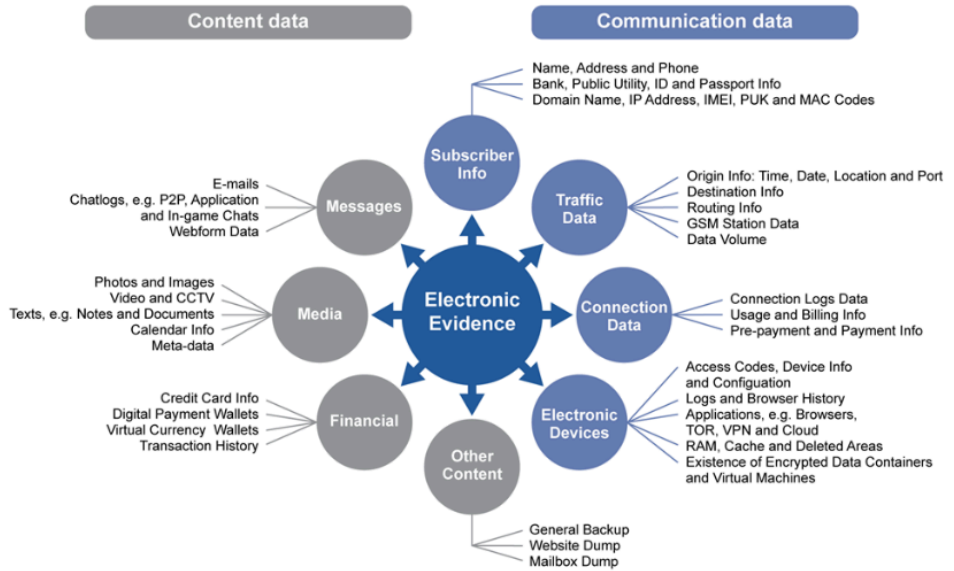 Content data
Communication data
Name, Address and Phone
Bank, Public Utility, ID and Passport Info
Domain Name, IP Address, IMEI, PUK and MAC Codes
Subscriber
Info
E-mails
Chatlogs, e.g. P2P, Application
and In-game Chats
Webform Data
Messages
Traffic
Data
Origin Info: Time, Date, Location and Port
Destination Info
Routing Info
GSM Station Data
Data Volume
Photos and Images
Video and CCTV
Texts, e.g. Notes and Documents
Calendar Info
Meta-data
Media
Electronic
Evidence
Connection
Data
Connection Logs Data
Usage and Billing Info
Pre-payment and Payment Info
Credit Card Info
Digital Payment Wallets
Virtual Currency Wallets
Transaction History
Financial
Other
Content
Electronic
Devices
Access Codes, Device Info
and Configuation
Logs and Browser History
Applications, e.g. Browsers,
TOR, VPN and Cloud
RAM, Cache and Deleted Areas
Existence of Encrypted Data Containers
and Virtual Machines
General Backup
Website Dump
Mailbox Dump